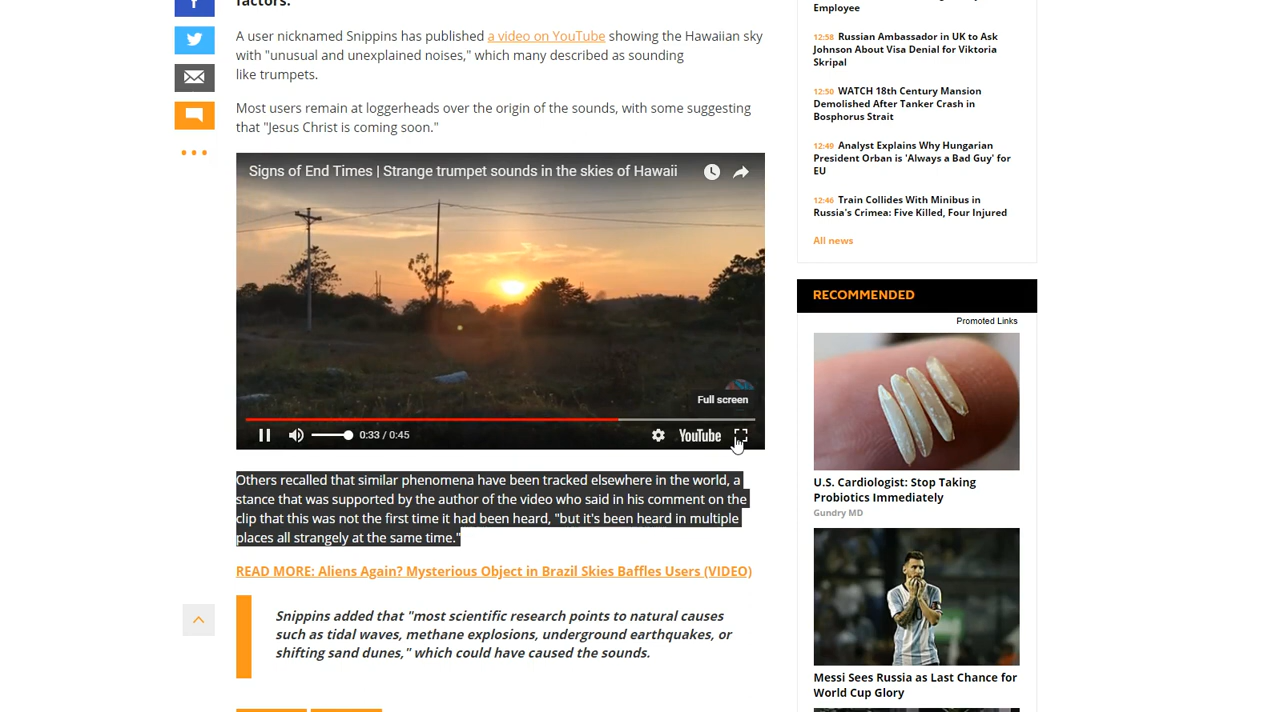 factors.
A user nicknamed Snippins has published a video on YouTube showing the Hawaiian sky
with "unusual and unexplained noises," which many described as sounding
like trumpets.
Most users remain at loggerheads over the origin of the sounds, with some suggesting
that "Jesus Christ is coming soon."
Signs of End Times | Strange trumpet sounds in the skies of Hawaii
Full screen
0:33 / 0:45
YouTube
Others recalled that similar phenomena have been tracked elsewhere in the world, a
stance that was supported by the author of the video who said in his comment on the
clip that this was not the first time it had been heard, "but it's been heard in multiple
places all strangely at the same time."
READ MORE: Aliens Again? Mysterious Object in Brazil Skies Baffles Users (VIDEO)
Snippins added that "most scientific research points to natural causes
such as tidal waves, methane explosions, underground earthquakes, or
shifting sand dunes," which could have caused the sounds.
Employee
12:58 Russian Ambassador in UK to Ask
Johnson About Visa Denial for Viktoria
Skripal
12:50 WATCH 18th Century Mansion
Demolished After Tanker Crash in
Bosphorus Strait
12:49 Analyst Explains Why Hungarian
President Orban is 'Always a Bad Guy' for
EU
12:46 Train Collides With Minibus in
Russia's Crimea: Five Killed, Four Injured
All news
RECOMMENDED
Promoted Links
U.S. Cardiologist: Stop Taking
Probiotics Immediately
Gundry MD
Messi Sees Russia as Last Chance for
World Cup Glory